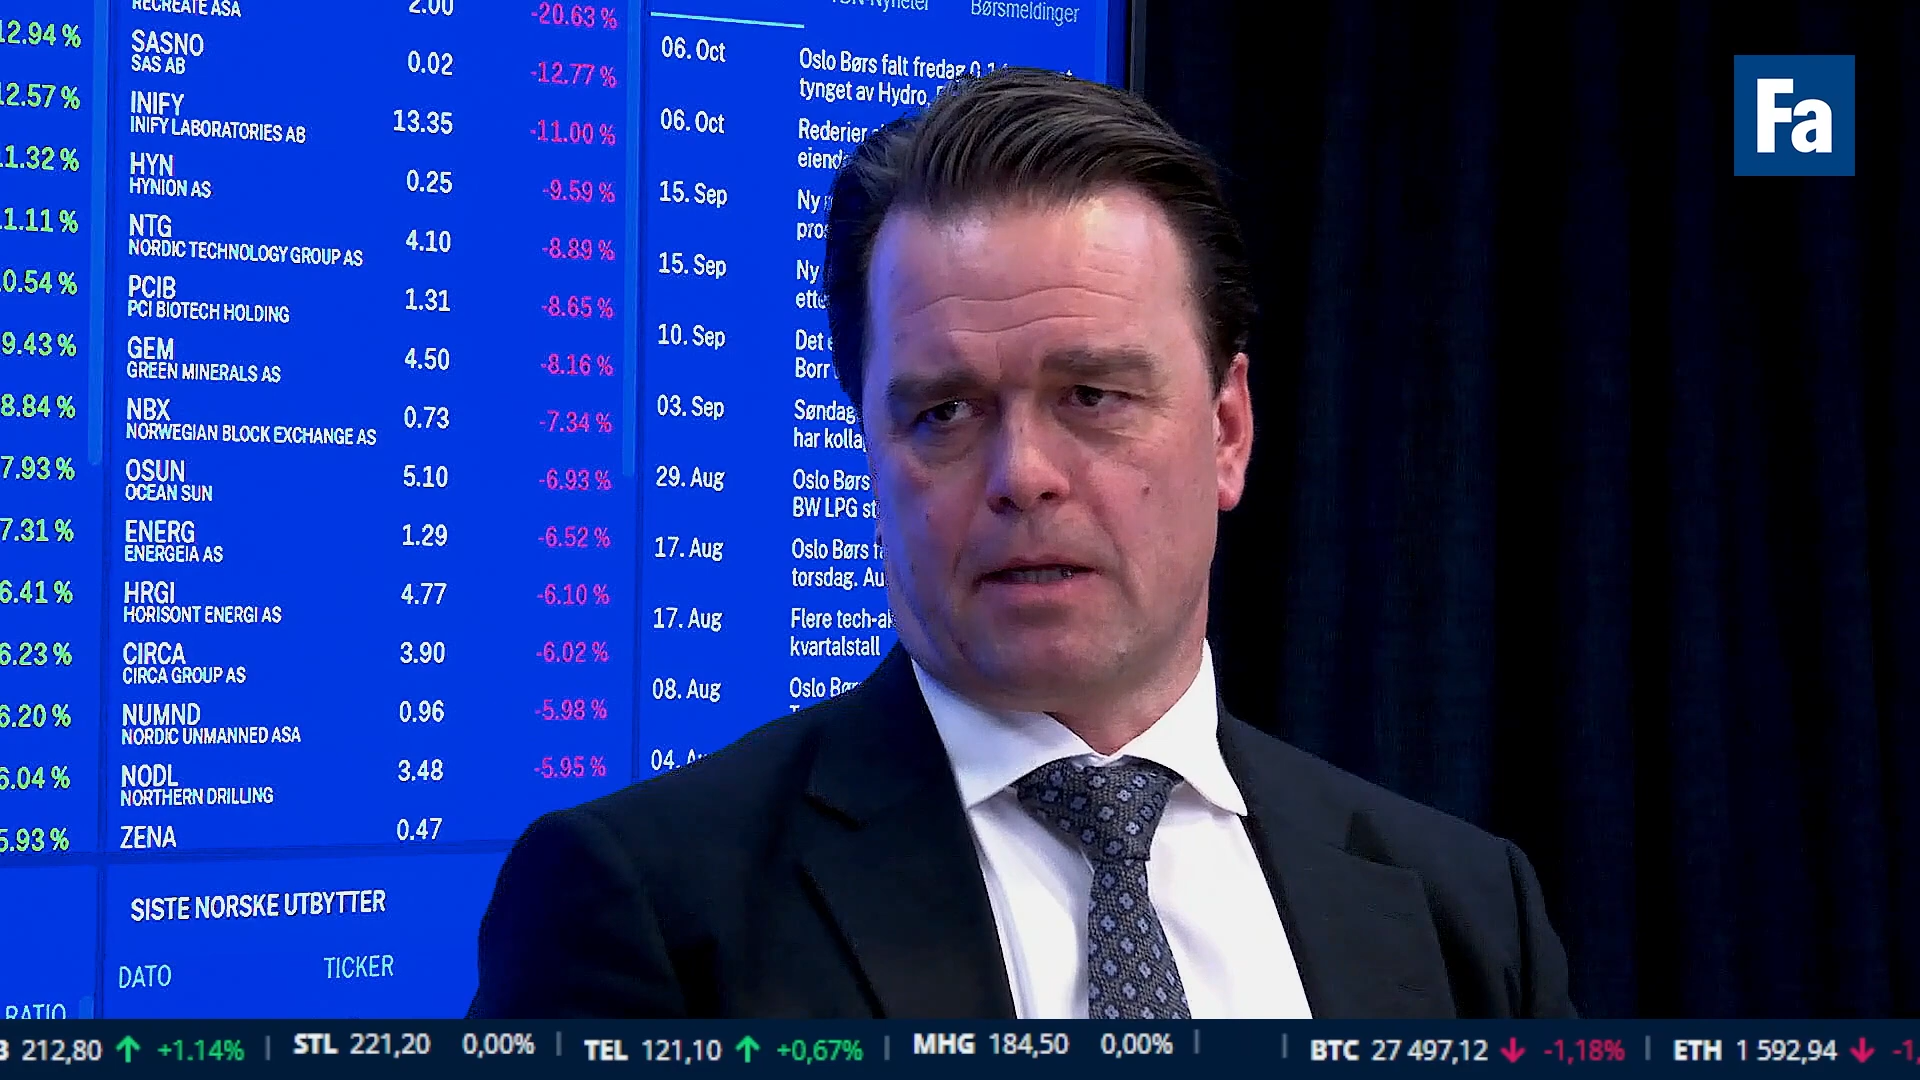 RECREATE ASA 2.00 -20.63 %
12.94 %
SASNO
SAS AB 0.02 -12.77 %
12.57 %
INIFY
INIFY LABORATORIES AB 13.35 -11.00 %
11.32 %
HYN
HYNION AS 0.25 -9.59 %
11.11 %
NTG
NORDIC TECHNOLOGY GROUP AS 4.10 -8.89 %
10.54 %
PCIB
PCI BIOTECH HOLDING 1.31 -8.65 %
9.43 %
GEM
GREEN MINERALS AS 4.50 -8.16 %
8.84 %
NBX
NORWEGIAN BLOCK EXCHANGE AS 0.73 -7.34 %
7.93 %
OSUN
OCEAN SUN 5.10 -6.93 %
7.31 %
ENERG
ENERGEIA AS 1.29 -6.52 %
6.41 %
HRGI
HORISONT ENERGI AS 4.77 -6.10 %
6.23 %
CIRCA
CIRCA GROUP AS 3.90 -6.02 %
6.20 %
NUMND
NORDIC UNMANNED ASA 0.96 -5.98 %
6.04 %
NODL
NORTHERN DRILLING 3.48 -5.95 %
5.93 %
ZENA 0.47
SISTE NORSKE UTBYTTER
DATO TICKER
RATIO
Børsmeldinger
06. Oct
Oslo Børs falt fredag
tynget av Hydro,
06. Oct
Rederier
15. Sep
Ny
15. Sep
Ny
10. Sep
Det
Borr
03. Sep
Søndag
har
29. Aug
Oslo Børs
BW LPG
17. Aug
Oslo Børs
torsdag.
17. Aug
Flere
kvartalstall
08. Aug
Oslo
04.
Fa
212,80 ↑ +1.14% | STL 221,20 0,00% | TEL 121,10 ↑ +0,67% | MHG 184,50 0,00% | | BTC 27 497,12 ↓ -1,18% | ETH 1 592,94 ↓